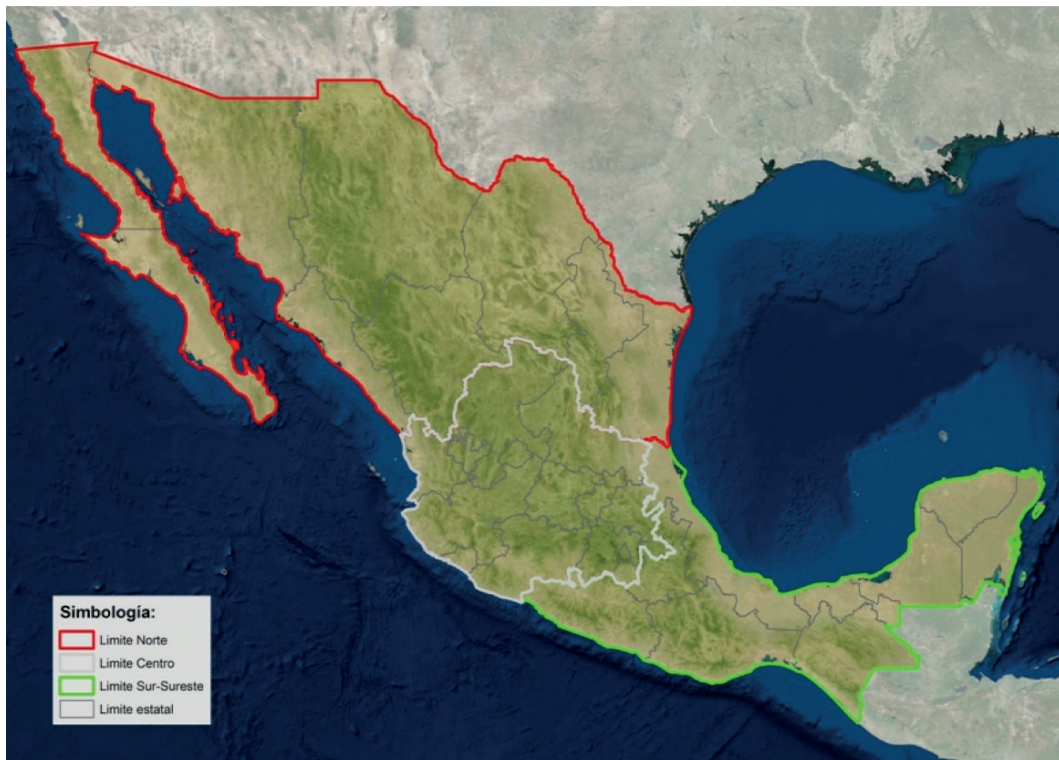 Simbología:
Limite Norte
Limite Centro
Limite Sur-Sureste
Limite estatal